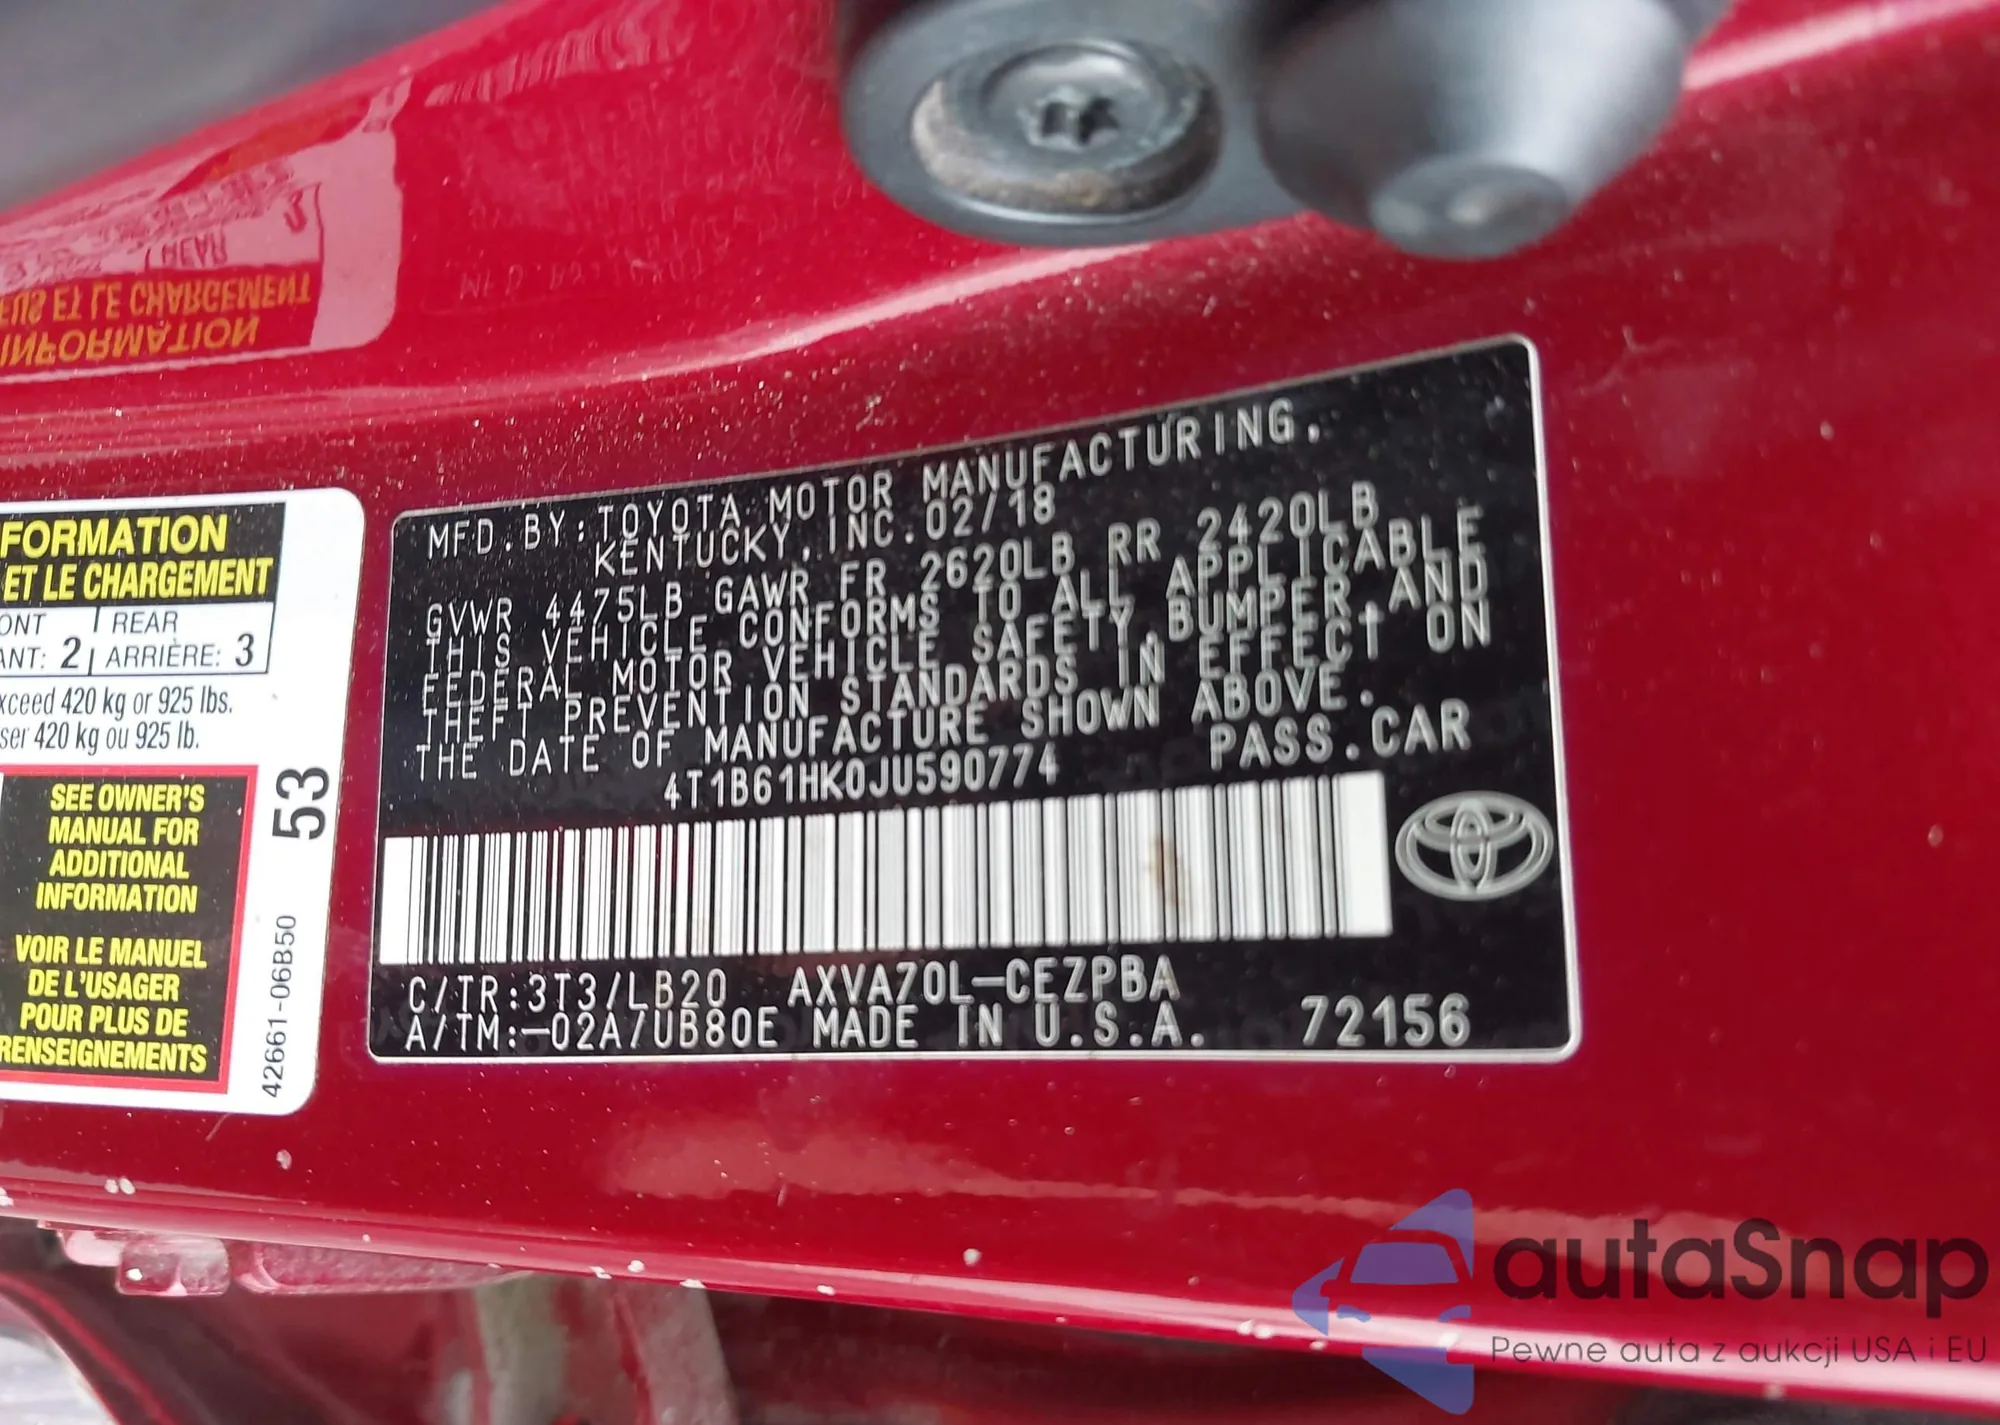 FORMATION
ET LE CHARGEMENT
ONT REAR
ANT: 2 ARRIÈRE: 3
xceed 420 kg or 925 lbs.
ser 420 kg ou 925 lb.
SEE OWNER'S
MANUAL FOR
ADDITIONAL
INFORMATION
VOIR LE MANUEL
DE L'USAGER
POUR PLUS DE
RENSEIGNEMENTS
53
42661-06B50
MFD.BY:TOYOTA MOTOR MANUFACTURING,
KENTUCKY,INC.02/18
GVWR 4475LB GAWR FR 2620LB RR 2420LB
THIS VEHICLE CONFORMS TO ALL APPLICABLE
FEDERAL MOTOR VEHICLE SAFETY,BUMPER,AND
THEFT PREVENTION STANDARDS IN EFFECT ON
THE DATE OF MANUFACTURE SHOWN ABOVE.
4T1B61HK0JU590774 PASS.CAR
C/TR:3T3/LB20 AXVA70L-CEZPBA
A/TM:-02A/UB80E MADE IN U.S.A. 72156
autaSnap
Pewne auta z aukcji USA i EU